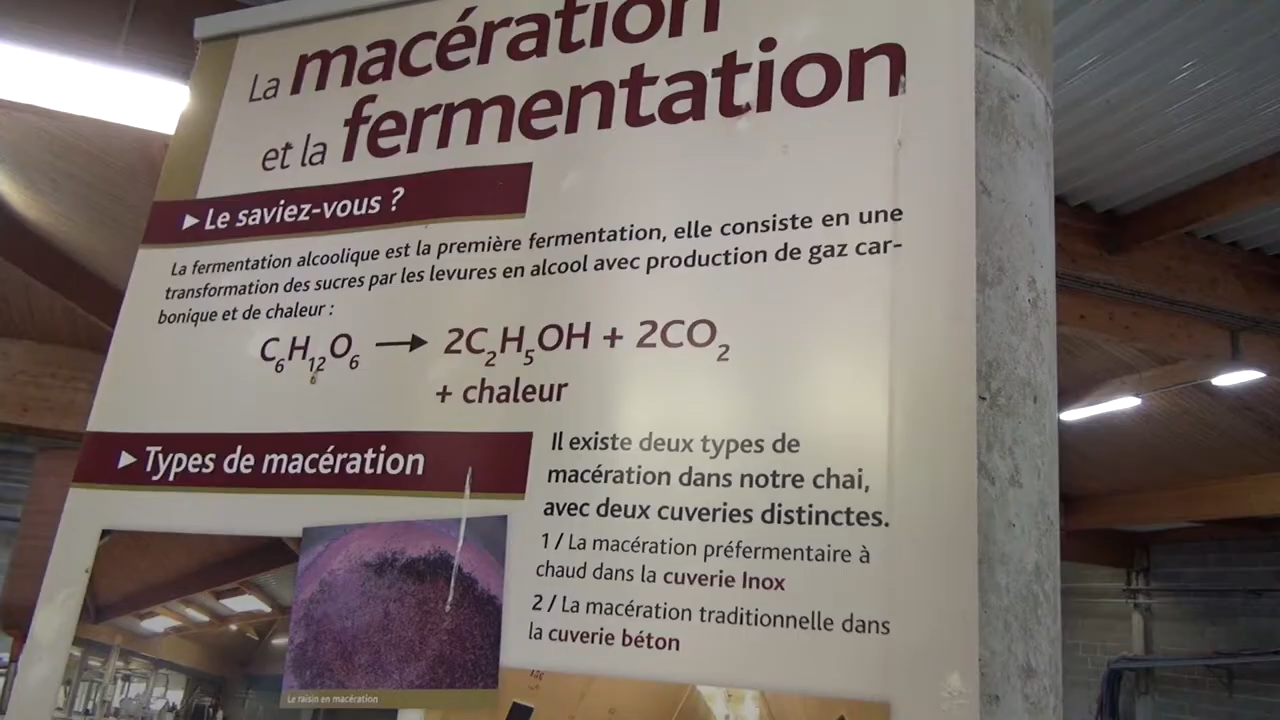 La macération
et la fermentation
► Le saviez-vous ?
La fermentation alcoolique est la première fermentation, elle consiste en une
transformation des sucres par les levures en alcool avec production de gaz car-
bonique et de chaleur :
C₆H₁₂O₆ → 2C₂H₅OH + 2CO₂
+ chaleur
► Types de macération
Il existe deux types de
macération dans notre chai,
avec deux cuveries distinctes.
1 / La macération préfermentaire à
chaud dans la cuverie Inox
2 / La macération traditionnelle dans
la cuverie béton
Le raisin en macération